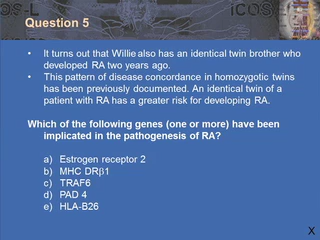 Question 5
• It turns out that Willie also has an identical twin brother who
developed RA two years ago.
• This pattern of disease concordance in homozygotic twins
has been previously documented. An identical twin of a
patient with RA has a greater risk for developing RA.
Which of the following genes (one or more) have been
implicated in the pathogenesis of RA?
a) Estrogen receptor 2
b) MHC DRβ1
c) TRAF6
d) PAD 4
e) HLA-B26
X